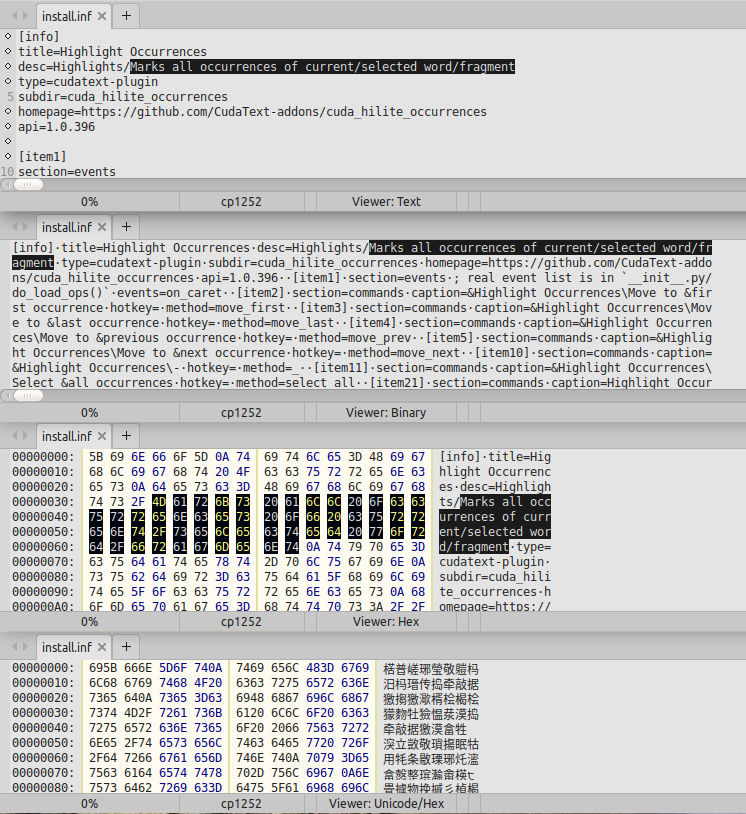 install.inf
[info]
title=Highlight Occurrences
desc=Highlights/Marks all occurrences of current/selected word/fragment
type=cudatext-plugin
5 subdir=cuda_hilite_occurrences
homepage=https://github.com/CudaText-addons/cuda_hilite_occurrences
api=1.0.396
[item1]
10 section=events
0% cp1252 Viewer: Text
install.inf
[info]·title=Highlight Occurrences·desc=Highlights/Marks all occurrences of current/selected word/fr
agment·type=cudatext-plugin·subdir=cuda_hilite_occurrences·homepage=https://github.com/CudaText-addo
ns/cuda_hilite_occurrences·api=1.0.396··[item1]·section=events·; real event list is in `__init__.py/
do_load_ops()`·events=on_caret··[item2]·section=commands·caption=&Highlight Occurrences\Move to &fir
st occurrence·hotkey=·method=move_first··[item3]·section=commands·caption=&Highlight Occurrences\Mov
e to &last occurrence·hotkey=·method=move_last··[item4]·section=commands·caption=&Highlight Occurren
ces\Move to &previous occurrence·hotkey=·method=move_prev··[item5]·section=commands·caption=&Highlig
ht Occurrences\Move to &next occurrence·hotkey=·method=move_next··[item10]·section=commands·caption=
&Highlight Occurrences\-·hotkey=·method=_··[item11]·section=commands·caption=&Highlight Occurrences\
Select &all occurrences·hotkey=·method=select_all··[item21]·section=commands·caption=Highlight Occur
0% cp1252 Viewer: Binary
install.inf
00000000: 5B 69 6E 66 6F 5D 0A 74 69 74 6C 65 3D 48 69 67 [info]·title=Hig
00000010: 68 6C 69 67 68 74 20 4F 63 63 75 72 72 65 6E 63 hlight Occurrenc
00000020: 65 73 0A 64 65 73 63 3D 48 69 67 68 6C 69 67 68 es·desc=Highligh
00000030: 74 73 2F 4D 61 72 6B 73 20 61 6C 6C 20 6F 63 63 ts/Marks all occ
00000040: 75 72 72 65 6E 63 65 73 20 6F 66 20 63 75 72 72 urrences of curr
00000050: 65 6E 74 2F 73 65 6C 65 63 74 65 64 20 77 6F 72 ent/selected wor
00000060: 64 2F 66 72 61 67 6D 65 6E 74 0A 74 79 70 65 3D d/fragment·type=
00000070: 63 75 64 61 74 65 78 74 2D 70 6C 75 67 69 6E 0A cudatext-plugin·
00000080: 73 75 62 64 69 72 3D 63 75 64 61 5F 68 69 6C 69 subdir=cuda_hili
00000090: 74 65 5F 6F 63 63 75 72 72 65 6E 63 65 73 0A 68 te_occurrences·h
000000A0: 6F 6D 65 70 61 67 65 3D 68 74 74 70 73 3A 2F 2F omepage=https://
0% cp1252 Viewer: Hex
install.inf
00000000: 695B 666E 5D6F 740A 7469 656C 483D 6769 楛普嵯琊瑩敬䠽杩
00000010: 6C68 6769 7468 4F20 6363 7275 6572 636E 汨杩瑨传捣牵敲据
00000020: 7365 640A 7365 3D63 6948 6867 696C 6867 獥搊獥㵣楈桧楬桧
00000030: 7374 4D2F 7261 736B 6120 6C6C 6F20 6363 獴䴯牡獫愠汬漠捣
00000040: 7275 6572 636E 7365 6F20 2066 7563 7272 牵敲据獥漠畣牲
00000050: 6E65 2F74 6573 656C 7463 6465 7720 726F 湥⽴敳敬瑣摥眠牯
00000060: 2F64 7266 6761 656D 746E 740A 7079 3D65 ⽤牦条敭瑮琊灹㵥
00000070: 7563 6164 6574 7478 702D 756C 6967 0A6E 畣慤整瑸瀭畬楧੮
00000080: 7573 6462 7269 633D 6475 5F61 6968 696C 畳摢物挽摵彡楨楬
0% cp1252 Viewer: Unicode/Hex